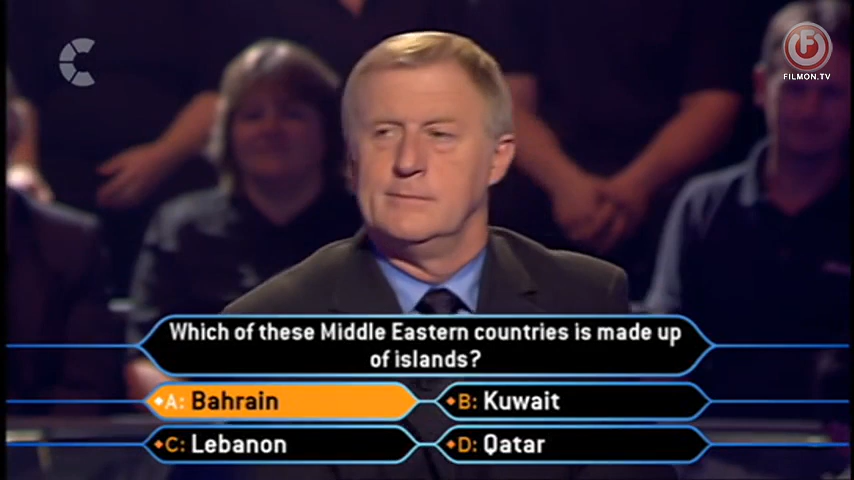 FILMON.TV
Which of these Middle Eastern countries is made up
of islands?
A: Bahrain
B: Kuwait
C: Lebanon
D: Qatar